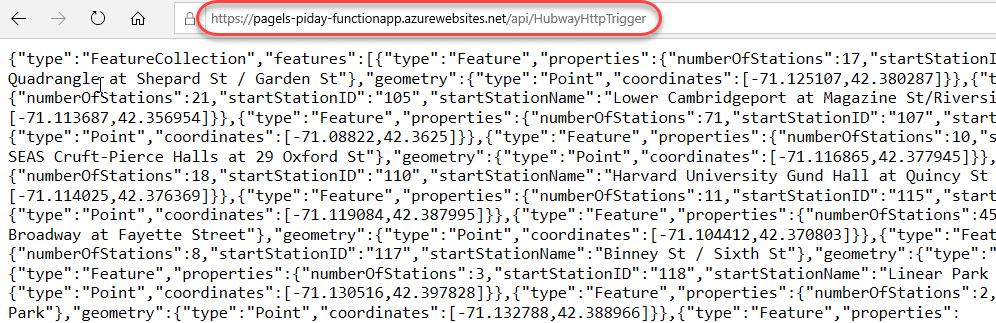 https://pagels-piday-functionapp.azurewebsites.net/api/HubwayHttpTrigger
{"type":"FeatureCollection","features":[{"type":"Feature","properties":{"numberOfStations":17,"startStationI
Quadrangle at Shepard St / Garden St"},"geometry":{"type":"Point","coordinates":[-71.125107,42.380287]}},{"t
{"numberOfStations":21,"startStationID":"105","startStationName":"Lower Cambridgeport at Magazine St/Riversi
[-71.113687,42.356954]}},{"type":"Feature","properties":{"numberOfStations":71,"startStationID":"107","start
{"type":"Point","coordinates":[-71.08822,42.3625]}},{"type":"Feature","properties":{"numberOfStations":10,"s
SEAS Cruft-Pierce Halls at 29 Oxford St"},"geometry":{"type":"Point","coordinates":[-71.116865,42.377945]}},
{"numberOfStations":18,"startStationID":"110","startStationName":"Harvard University Gund Hall at Quincy St
[-71.114025,42.376369]}},{"type":"Feature","properties":{"numberOfStations":11,"startStationID":"115","start
{"type":"Point","coordinates":[-71.119084,42.387995]}},{"type":"Feature","properties":{"numberOfStations":45
Broadway at Fayette Street"},"geometry":{"type":"Point","coordinates":[-71.104412,42.370803]}},{"type":"Feat
{"numberOfStations":8,"startStationID":"117","startStationName":"Binney St / Sixth St"},"geometry":{"type":"
{"type":"Feature","properties":{"numberOfStations":3,"startStationID":"118","startStationName":"Linear Park
{"type":"Point","coordinates":[-71.130516,42.397828]}},{"type":"Feature","properties":{"numberOfStations":2,
Park"},"geometry":{"type":"Point","coordinates":[-71.132788,42.388966]}},{"type":"Feature","properties":